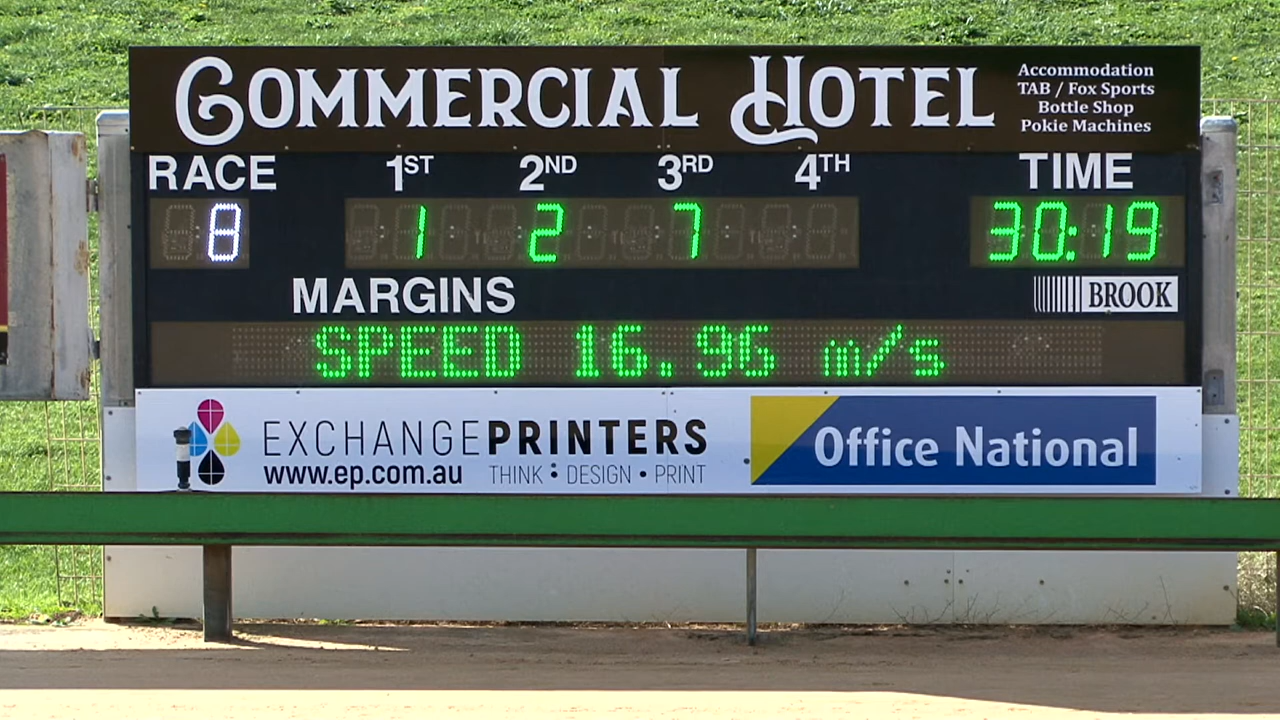 COMMERCIAL HOTEL
Accommodation
TAB / Fox Sports
Bottle Shop
Pokie Machines
RACE 1ST 2ND 3RD 4TH TIME
8 1 2 7 30:19
MARGINS
BROOK
SPEED 16.96 m/s
EXCHANGEPRINTERS
www.ep.com.au THINK : DESIGN • PRINT
Office National